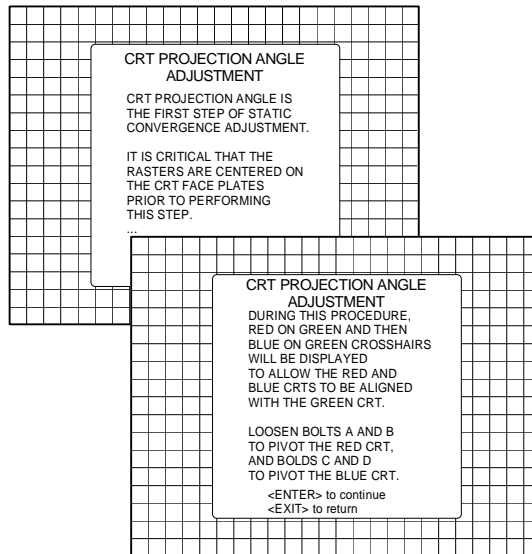 CRT PROJECTION ANGLE
ADJUSTMENT
CRT PROJECTION ANGLE IS
THE FIRST STEP OF STATIC
CONVERGENCE ADJUSTMENT.
IT IS CRITICAL THAT THE
RASTERS ARE CENTERED ON
THE CRT FACE PLATES
PRIOR TO PERFORMING
THIS STEP.
...
CRT PROJECTION ANGLE
ADJUSTMENT
DURING THIS PROCEDURE,
RED ON GREEN AND THEN
BLUE ON GREEN CROSSHAIRS
WILL BE DISPLAYED
TO ALLOW THE RED AND
BLUE CRTS TO BE ALIGNED
WITH THE GREEN CRT.
LOOSEN BOLTS A AND B
TO PIVOT THE RED CRT,
AND BOLDS C AND D
TO PIVOT THE BLUE CRT.
<ENTER> to continue
<EXIT> to return